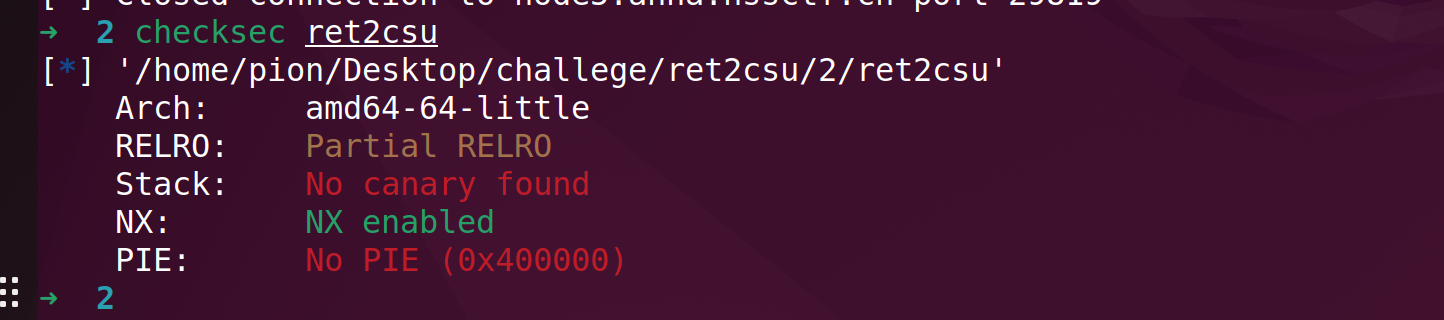 ➜  2 checksec ret2csu
[*] '/home/pion/Desktop/challege/ret2csu/2/ret2csu'
    Arch:     amd64-64-little
    RELRO:    Partial RELRO
    Stack:    No canary found
    NX:       NX enabled
    PIE:      No PIE (0x400000)
➜  2